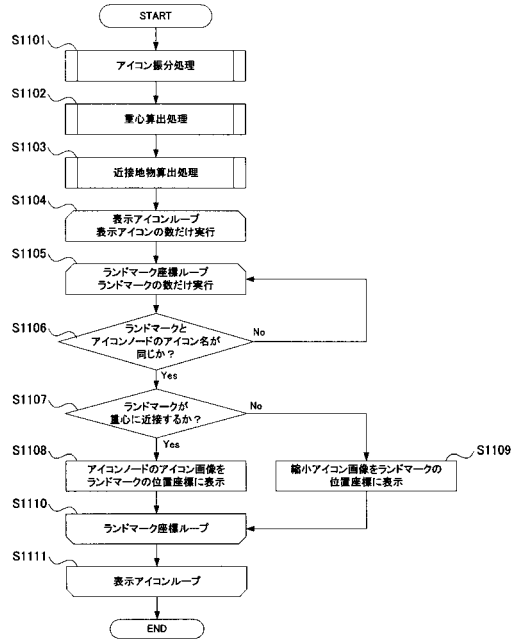 START
S1101
アイコン振分処理
S1102
重心算出処理
S1103
近接地物算出処理
S1104
表示アイコンループ
表示アイコンの数だけ実行
S1105
ランドマーク座標ループ
ランドマークの数だけ実行
S1106
ランドマークと
アイコンノードのアイコン名が
同じか？
No
Yes
S1107
ランドマークが
重心に近接するか？
No
Yes
S1108
アイコンノードのアイコン画像を
ランドマークの位置座標に表示
S1109
縮小アイコン画像をランドマークの
位置座標に表示
S1110
ランドマーク座標ループ
S1111
表示アイコンループ
END